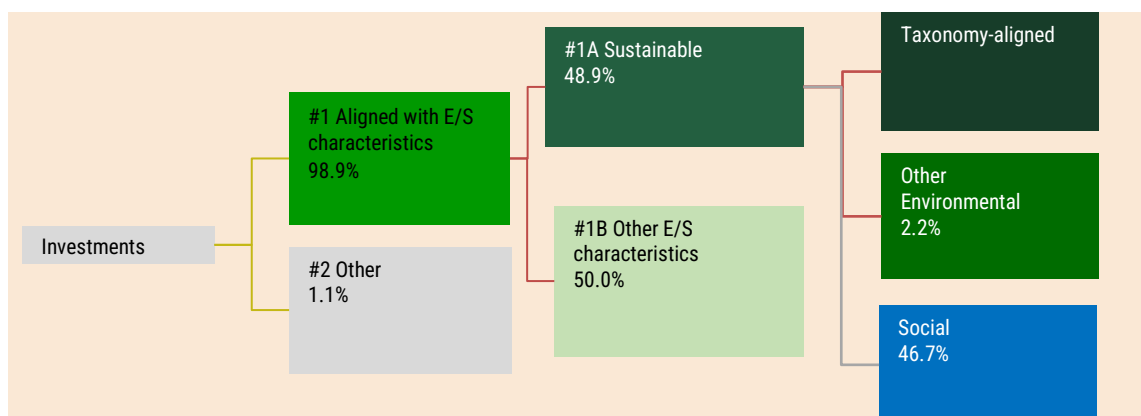 Investments
#1 Aligned with E/S
characteristics
98.9%
#2 Other
1.1%
#1A Sustainable
48.9%
#1B Other E/S
characteristics
50.0%
Taxonomy-aligned
Other
Environmental
2.2%
Social
46.7%